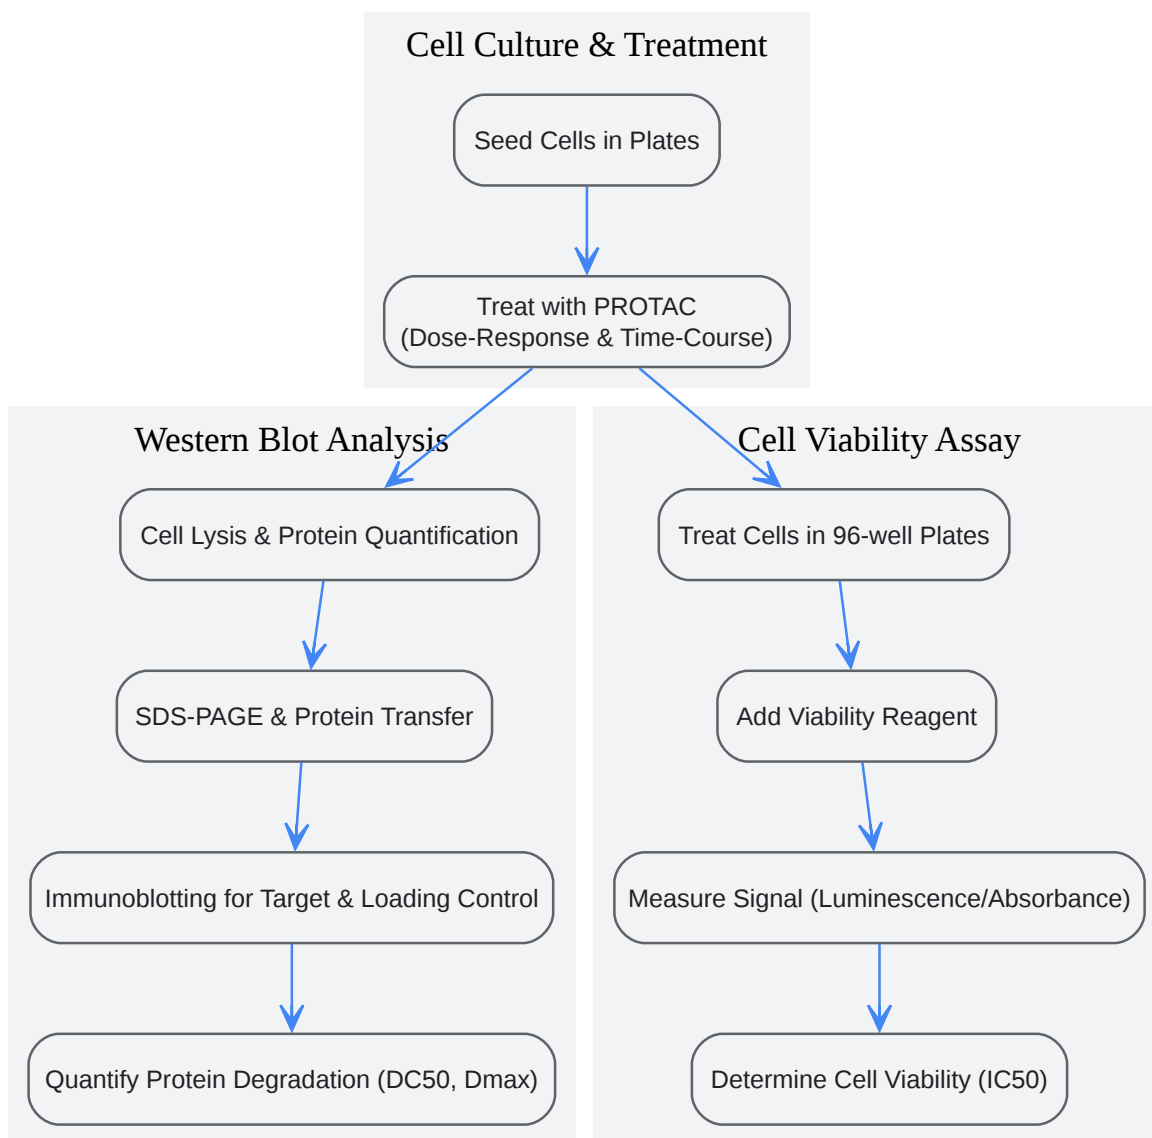 Cell Culture & Treatment
Seed Cells in Plates
Treat with PROTAC
(Dose-Response & Time-Course)
Western Blot Analysis
Cell Lysis & Protein Quantification
SDS-PAGE & Protein Transfer
Immunoblotting for Target & Loading Control
Quantify Protein Degradation (DC50, Dmax)
Cell Viability Assay
Treat Cells in 96-well Plates
Add Viability Reagent
Measure Signal (Luminescence/Absorbance)
Determine Cell Viability (IC50)